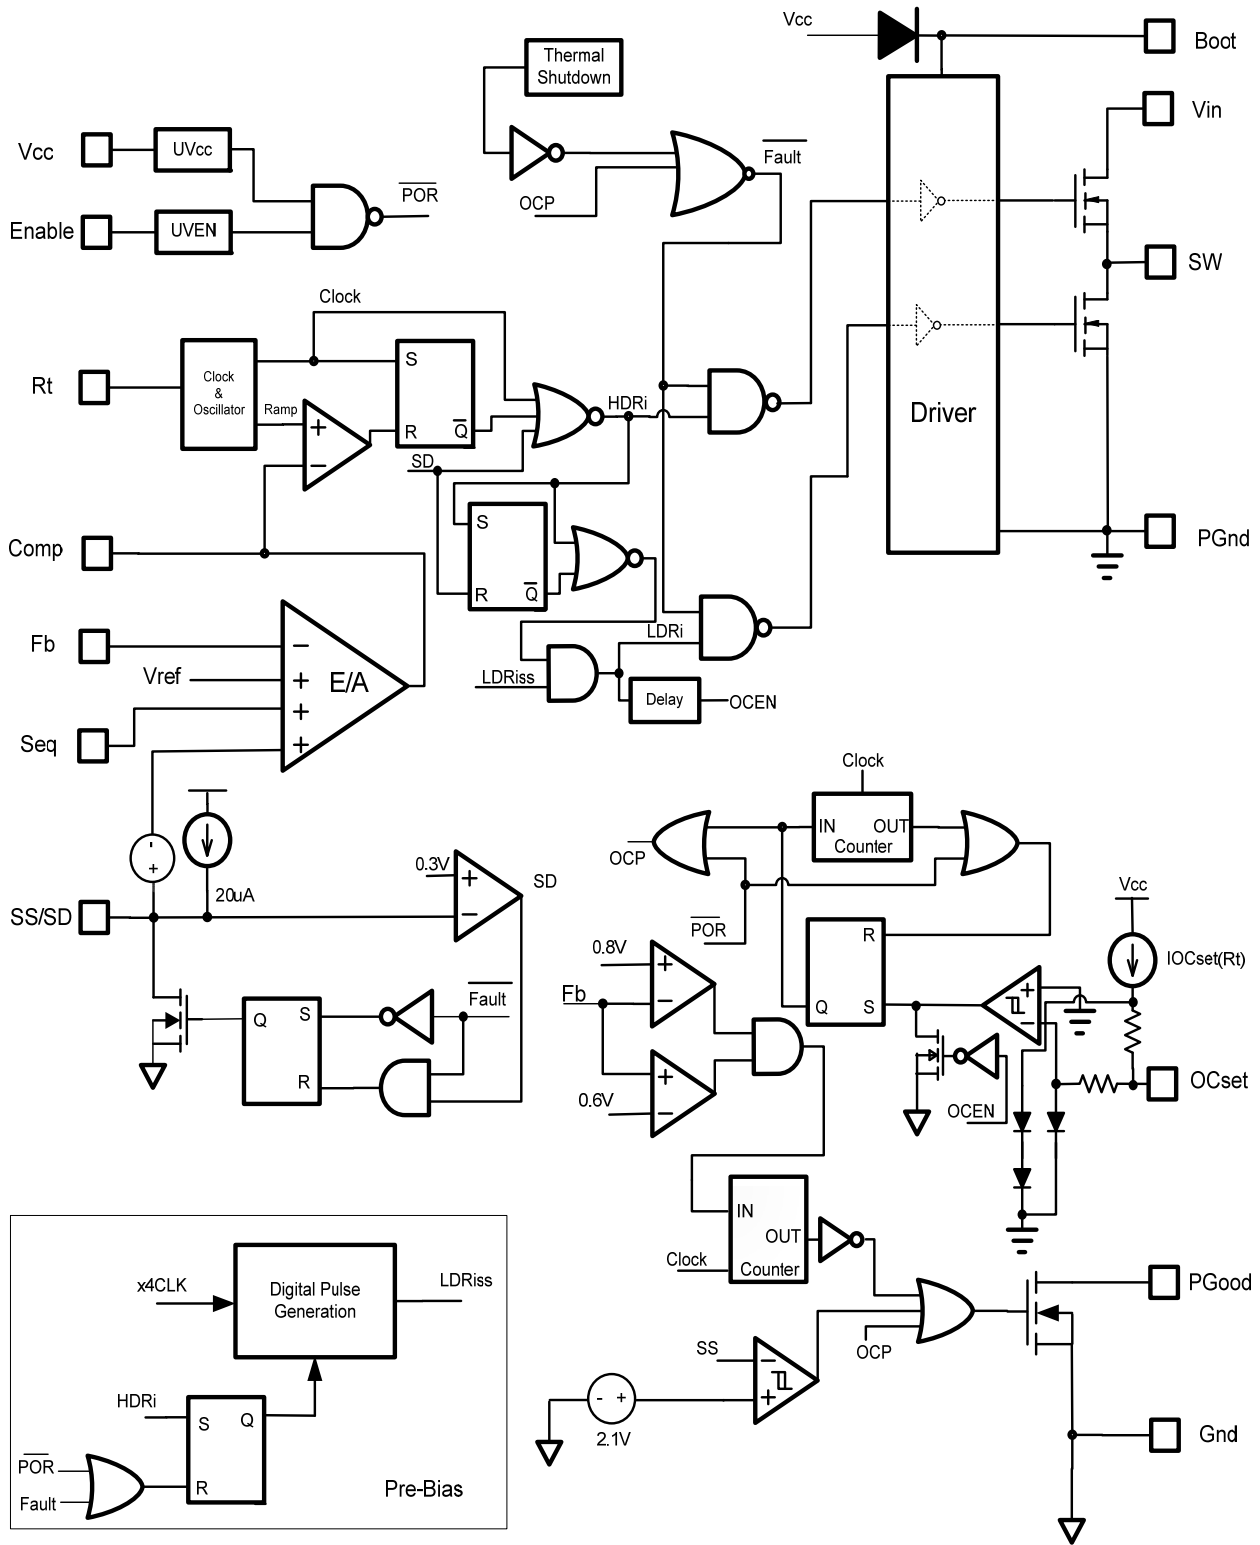 Vcc
Boot
Thermal
Shutdown
Vin
Vcc
UVcc
POR
Fault
OCP
Enable
UVEN
SW
Clock
Rt
Clock
&
Oscillator
Ramp
+
−
S
R
Q
HDRi
Driver
SD
S
R
Q
Comp
PGnd
Fb
−
Vref
+
E/A
+
+
Seq
LDRi
LDRiss
Delay
OCEN
Clock
IN
OUT
Counter
OCP
- +
20uA
0.3V
+
−
SD
SS/SD
POR
Vcc
R
IOCset(Rt)
0.8V
+
−
Fb
Q
S
+
-
Fault
Q
S
R
+
−
0.6V
OCEN
OCset
IN
OUT
Clock
Counter
x4CLK
Digital Pulse
Generation
LDRiss
PGood
SS
−
+
OCP
- +
2.1V
HDRi
S
Q
R
POR
Fault
Pre-Bias
Gnd